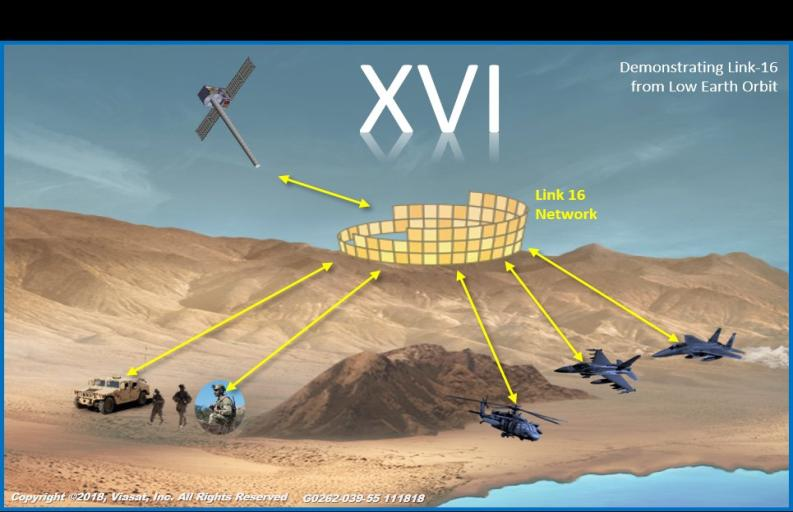 XVI
Demonstrating Link-16
from Low Earth Orbit
Link 16
Network
Copyright ©2018, Viasat, Inc. All Rights Reserved G0262-039-55 111818